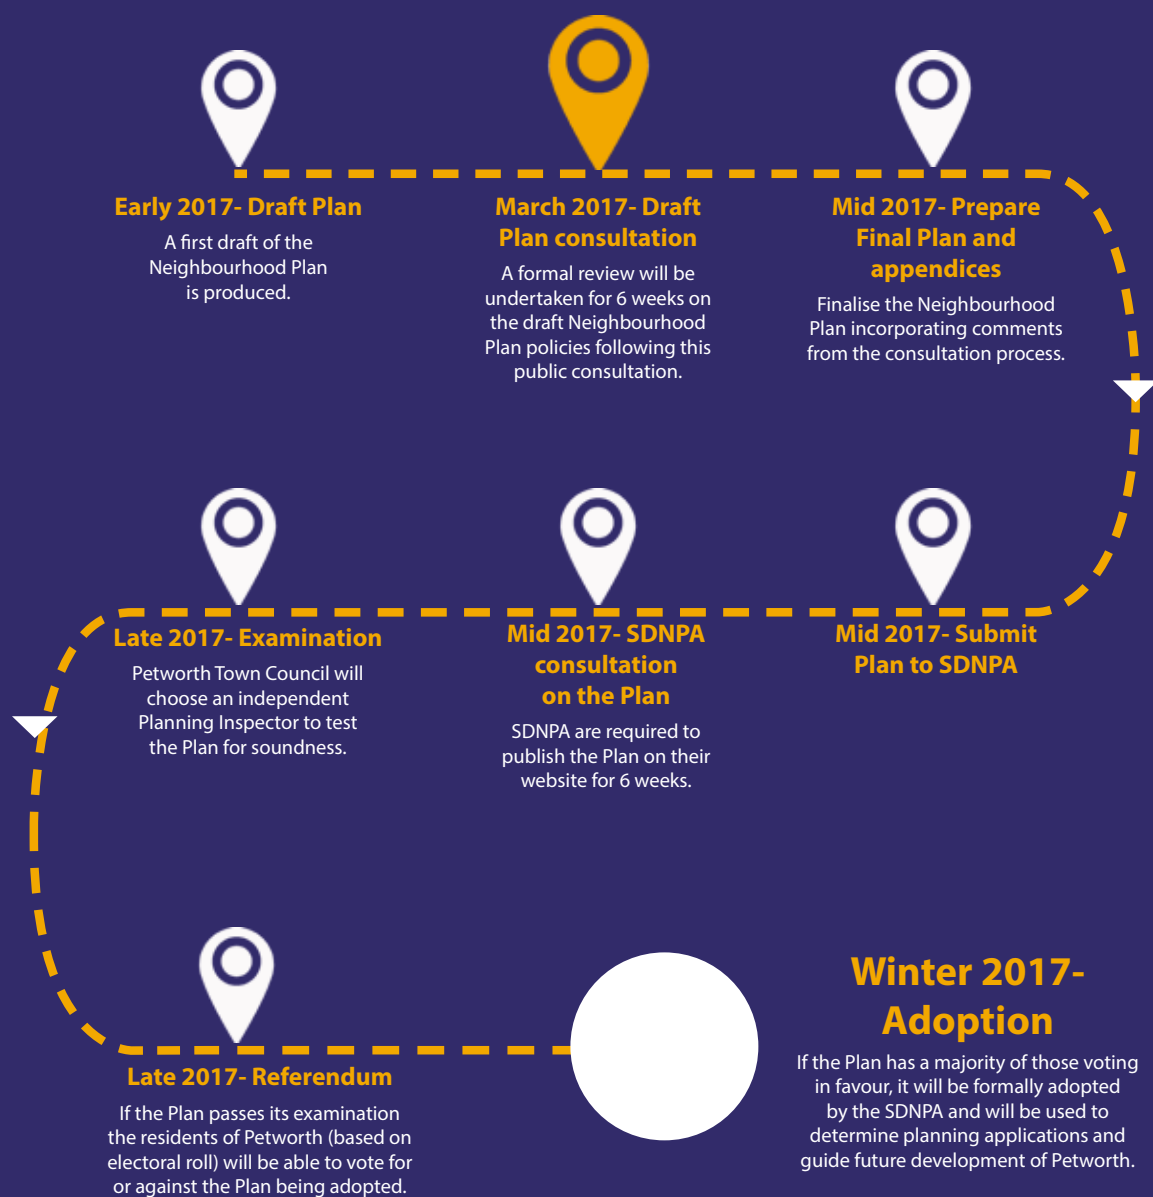 Early 2017- Draft Plan
A first draft of the
Neighbourhood Plan
is produced.
March 2017- Draft
Plan consultation
A formal review will be
undertaken for 6 weeks on
the draft Neighbourhood
Plan policies following this
public consultation.
Mid 2017- Prepare
Final Plan and
appendices
Finalise the Neighbourhood
Plan incorporating comments
from the consultation process.
Mid 2017- Submit
Plan to SDNPA
Mid 2017- SDNPA
consultation
on the Plan
SDNPA are required to
publish the Plan on their
website for 6 weeks.
Late 2017- Examination
Petworth Town Council will
choose an independent
Planning Inspector to test
the Plan for soundness.
Late 2017- Referendum
If the Plan passes its examination
the residents of Petworth (based on
electoral roll) will be able to vote for
or against the Plan being adopted.
Winter 2017-
Adoption
If the Plan has a majority of those voting
in favour, it will be formally adopted
by the SDNPA and will be used to
determine planning applications and
guide future development of Petworth.